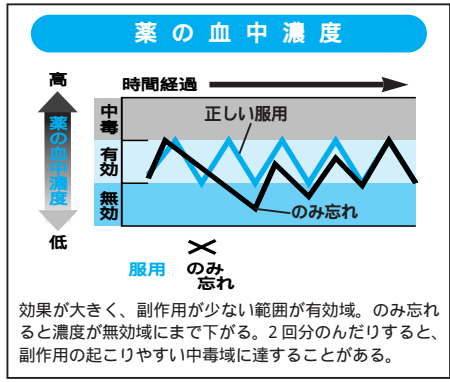 薬の血中濃度
高
時間経過
中毒
正しい服用
薬の血中濃度
有効
無効
のみ忘れ
低
服用
のみ
忘れ
効果が大きく、副作用が少ない範囲が有効域。のみ忘れ
ると濃度が無効域にまで下がる。2回分のんだりすると、
副作用の起こりやすい中毒域に達することがある。